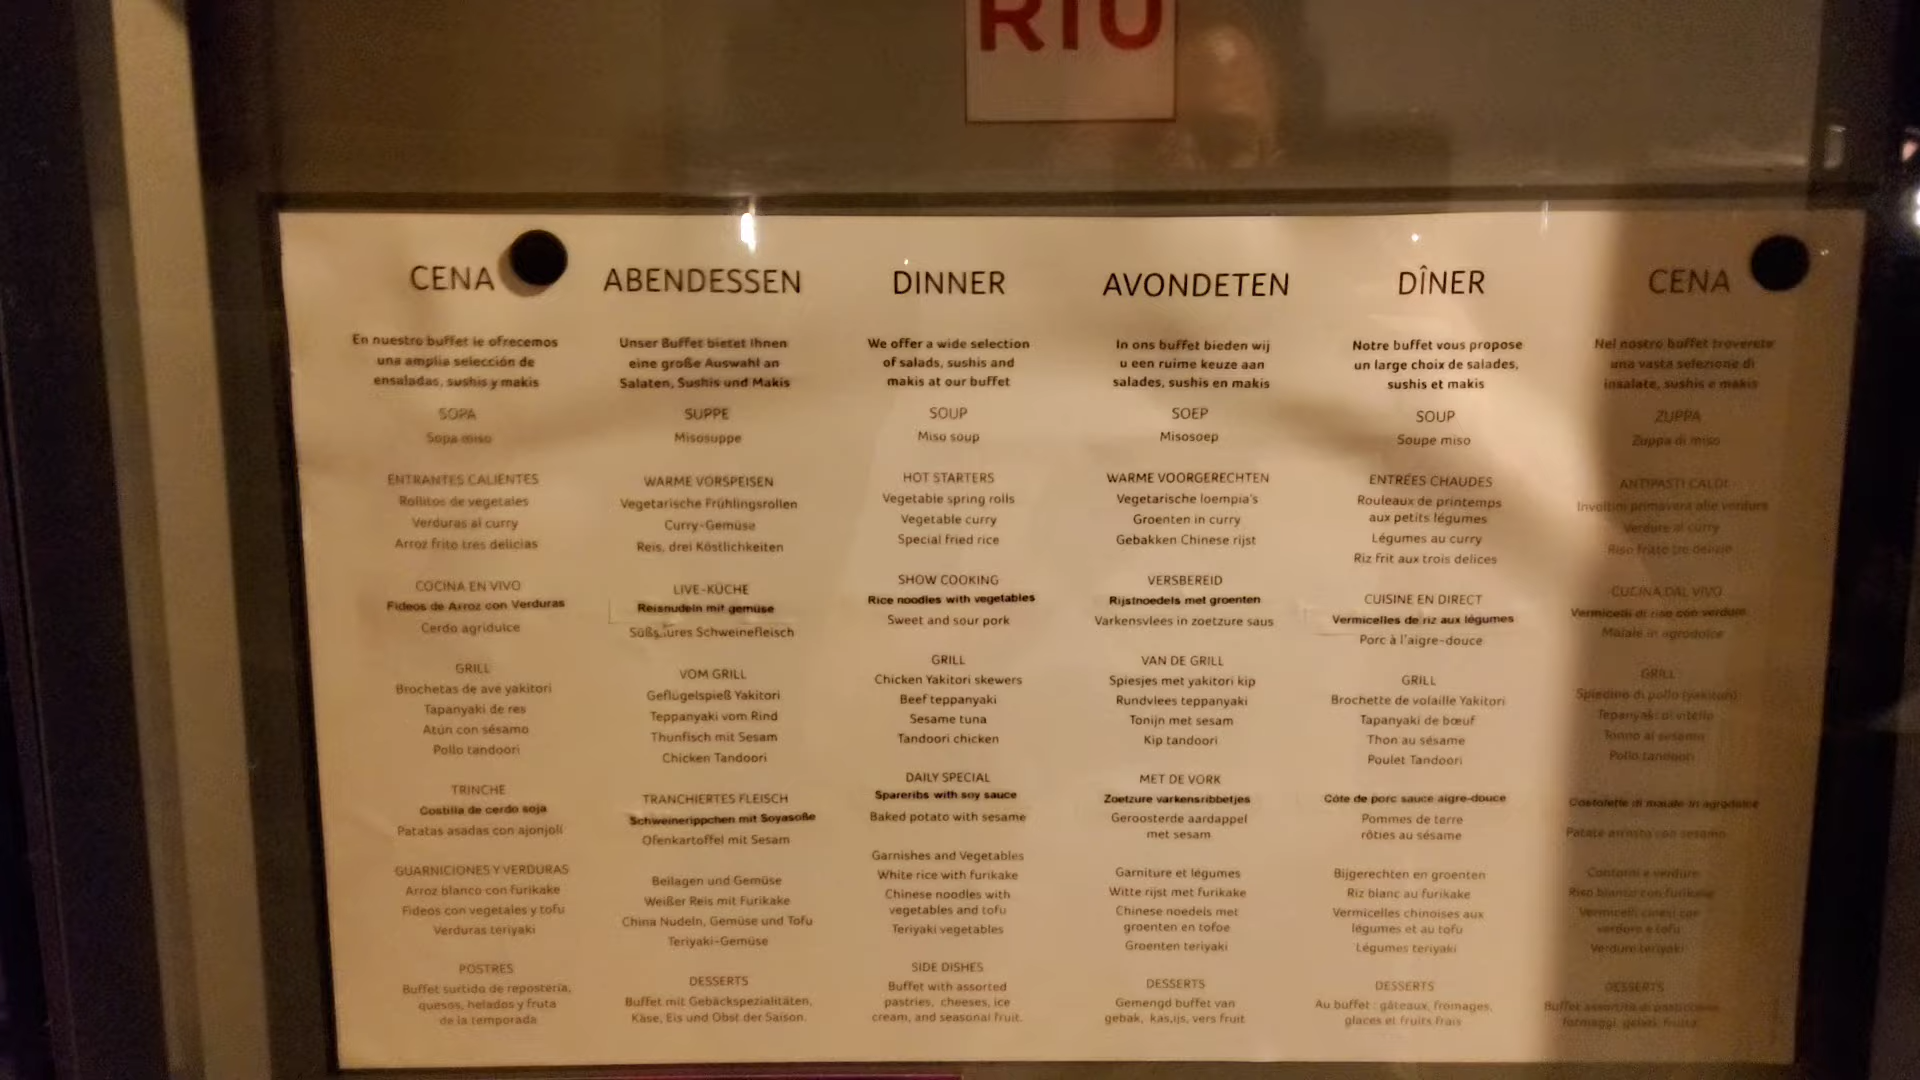 RIU
CENA
En nuestro buffet le ofrecemos
una amplia selección de
ensaladas, sushis y makis
SOPA
Sopa miso
ENTRANTES CALIENTES
Rollitos de vegetales
Verduras al curry
Arroz frito tres delicias
COCINA EN VIVO
Fideos de Arroz con Verduras
Cerdo agridulce
GRILL
Brochetas de ave yakitori
Tapanyaki de res
Atún con sésamo
Pollo tandoori
TRINCHE
Costilla de cerdo soja
Patatas asadas con ajonjolí
GUARNICIONES Y VERDURAS
Arroz blanco con furikake
Fideos con vegetales y tofu
Verduras teriyaki
POSTRES
Buffet surtido de repostería,
quesos, helados y fruta
de la temporada
ABENDESSEN
Unser Buffet bietet Ihnen
eine große Auswahl an
Salaten, Sushis und Makis
SUPPE
Misosuppe
WARME VORSPEISEN
Vegetarische Frühlingsrollen
Curry-Gemüse
Reis, drei Köstlichkeiten
LIVE-KÜCHE
Reisnudeln mit gemüse
Schweinefleisch
VOM GRILL
Geflügelspieß Yakitori
Teppanyaki vom Rind
Thunfisch mit Sesam
Chicken Tandoori
TRANCHIERTES FLEISCH
Schweinerippchen mit Soyasoße
Ofenkartoffel mit Sesam
Beilagen und Gemüse
Weißer Reis mit Furikake
China Nudeln, Gemüse und Tofu
Teriyaki-Gemüse
DESSERTS
Buffet mit Gebäckspezialitäten,
Käse, Eis und Obst der Saison.
DINNER
We offer a wide selection
of salads, sushis and
makis at our buffet
SOUP
Miso soup
HOT STARTERS
Vegetable spring rolls
Vegetable curry
Special fried rice
SHOW COOKING
Rice noodles with vegetables
Sweet and sour pork
GRILL
Chicken Yakitori skewers
Beef teppanyaki
Sesame tuna
Tandoori chicken
DAILY SPECIAL
Spareribs with soy sauce
Baked potato with sesame
Garnishes and Vegetables
White rice with furikake
Chinese noodles with
vegetables and tofu
Teriyaki vegetables
SIDE DISHES
Buffet with assorted
pastries, cheeses, ice
cream, and seasonal fruit.
AVONDETEN
In ons buffet bieden wij
u een ruime keuze aan
salades, sushis en makis
SOEP
Misosoep
WARME VOORGERECHTEN
Vegetarische loempia's
Groenten in curry
Gebakken Chinese rijst
VERSBEREID
Rijstnoedels met groenten
Varkensvlees in zoetzure saus
VAN DE GRILL
Spiesjes met yakitori kip
Rundvlees teppanyaki
Tonijn met sesam
Kip tandoori
MET DE VORK
Zoetzure varkensribbetjes
Geroosterde aardappel
met sesam
Garniture et légumes
Witte rijst met furikake
Chinese noedels met
groenten en tofoe
Groenten teriyaki
DESSERTS
Gemengd buffet van
gebak, kas,ijs, vers fruit
DÎNER
Notre buffet vous propose
un large choix de salades,
sushis et makis
SOUP
Soupe miso
ENTRÉES CHAUDES
Rouleaux de printemps
aux petits légumes
Légumes au curry
Riz frit aux trois delices
CUISINE EN DIRECT
Vermicelles de riz aux légumes
Porc à l'aigre-douce
GRILL
Brochette de volaille Yakitori
Tapanyaki de bœuf
Thon au sésame
Poulet Tandoori
Côte de porc sauce aigre-douce
Pommes de terre
rôties au sésame
Bijgerechten en groenten
Riz blanc au furikake
Vermicelles chinoises aux
légumes et au tofu
Légumes teriyaki
DESSERTS
Au buffet : gâteaux, fromages,
glaces et fruits frais
CENA
Nel nostro buffet troverete
una vasta selezione di
insalate, sushis e makis
ZUPPA
Zuppa di miso
ANTIPASTI CALDI
Involtini primavera alle verdure
Verdure al curry
Riso fritto tre delizie
CUCINA DAL VIVO
Vermicelli di riso con verdure
Maiale in agrodolce
GRILL
Spiedino di pollo (yakitori)
Tepanyaki di vitello
Tonno al sesamo
Pollo tandoori
Costolette di maiale in agrodolce
Patate arrosto con sesamo
Contorni e verdure
Riso bianco con furikake
Vermicelli cinesi con
verdure e tofu
Verdure teriyaki
DESSERTS
Buffet assortito di pasticceria,
formaggi, gelati, frutta